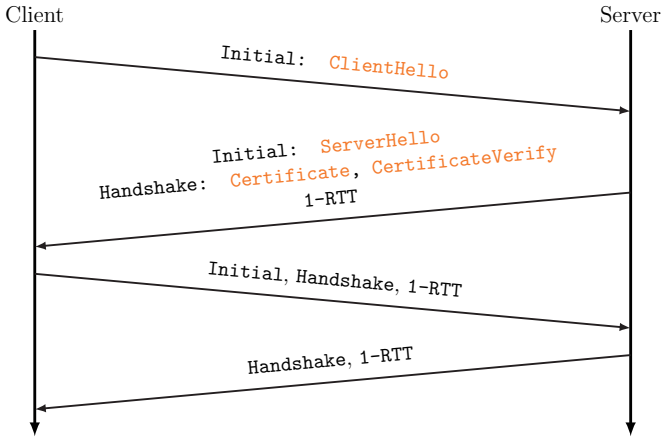 Client
Server
Initial: ClientHello
Initial: ServerHello
Handshake: Certificate, CertificateVerify
1-RTT
Initial, Handshake, 1-RTT
Handshake, 1-RTT